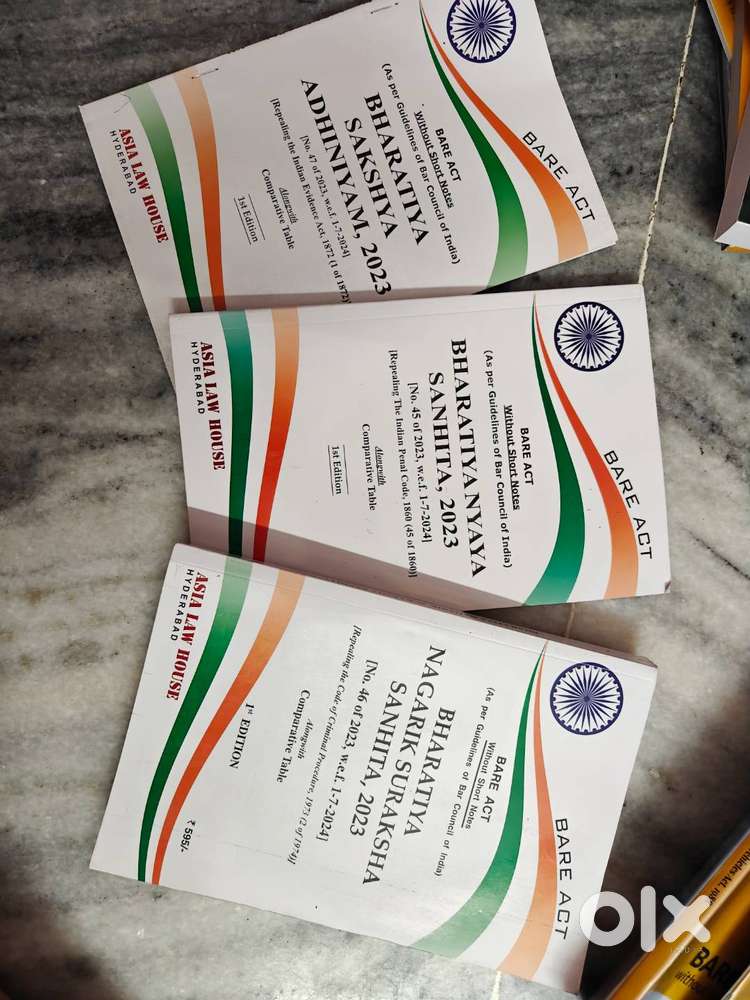 BARE ACT
BARE ACT
Without Short Notes
(As per Guidelines of Bar Council of India)
BHARATIYA
SAKSHYA
ADHINIYAM, 2023
[No. 47 of 2023, w.e.f. 1-7-2024]
[Repealing the Indian Evidence Act, 1872 (1 of 1872)]
Alongwith
Comparative Table
1st Edition
ASIA LAW HOUSE
HYDERABAD
BARE ACT
BARE ACT
Without Short Notes
(As per Guidelines of Bar Council of India)
BHARATIYA NYAYA
SANHITA, 2023
[No. 45 of 2023, w.e.f. 1-7-2024]
[Repealing The Indian Penal Code, 1860 (45 of 1860)]
Alongwith
Comparative Table
1st Edition
ASIA LAW HOUSE
HYDERABAD
BARE ACT
BARE ACT
Without Short Notes
(As per Guidelines of Bar Council of India)
BHARATIYA
NAGARIK SURAKSHA
SANHITA, 2023
[No. 46 of 2023, w.e.f. 1-7-2024]
[Repealing the Code of Criminal Procedure, 1973 (2 of 1974)]
Alongwith
Comparative Table
1st EDITION
₹ 595/-
ASIA LAW HOUSE
HYDERABAD
olx